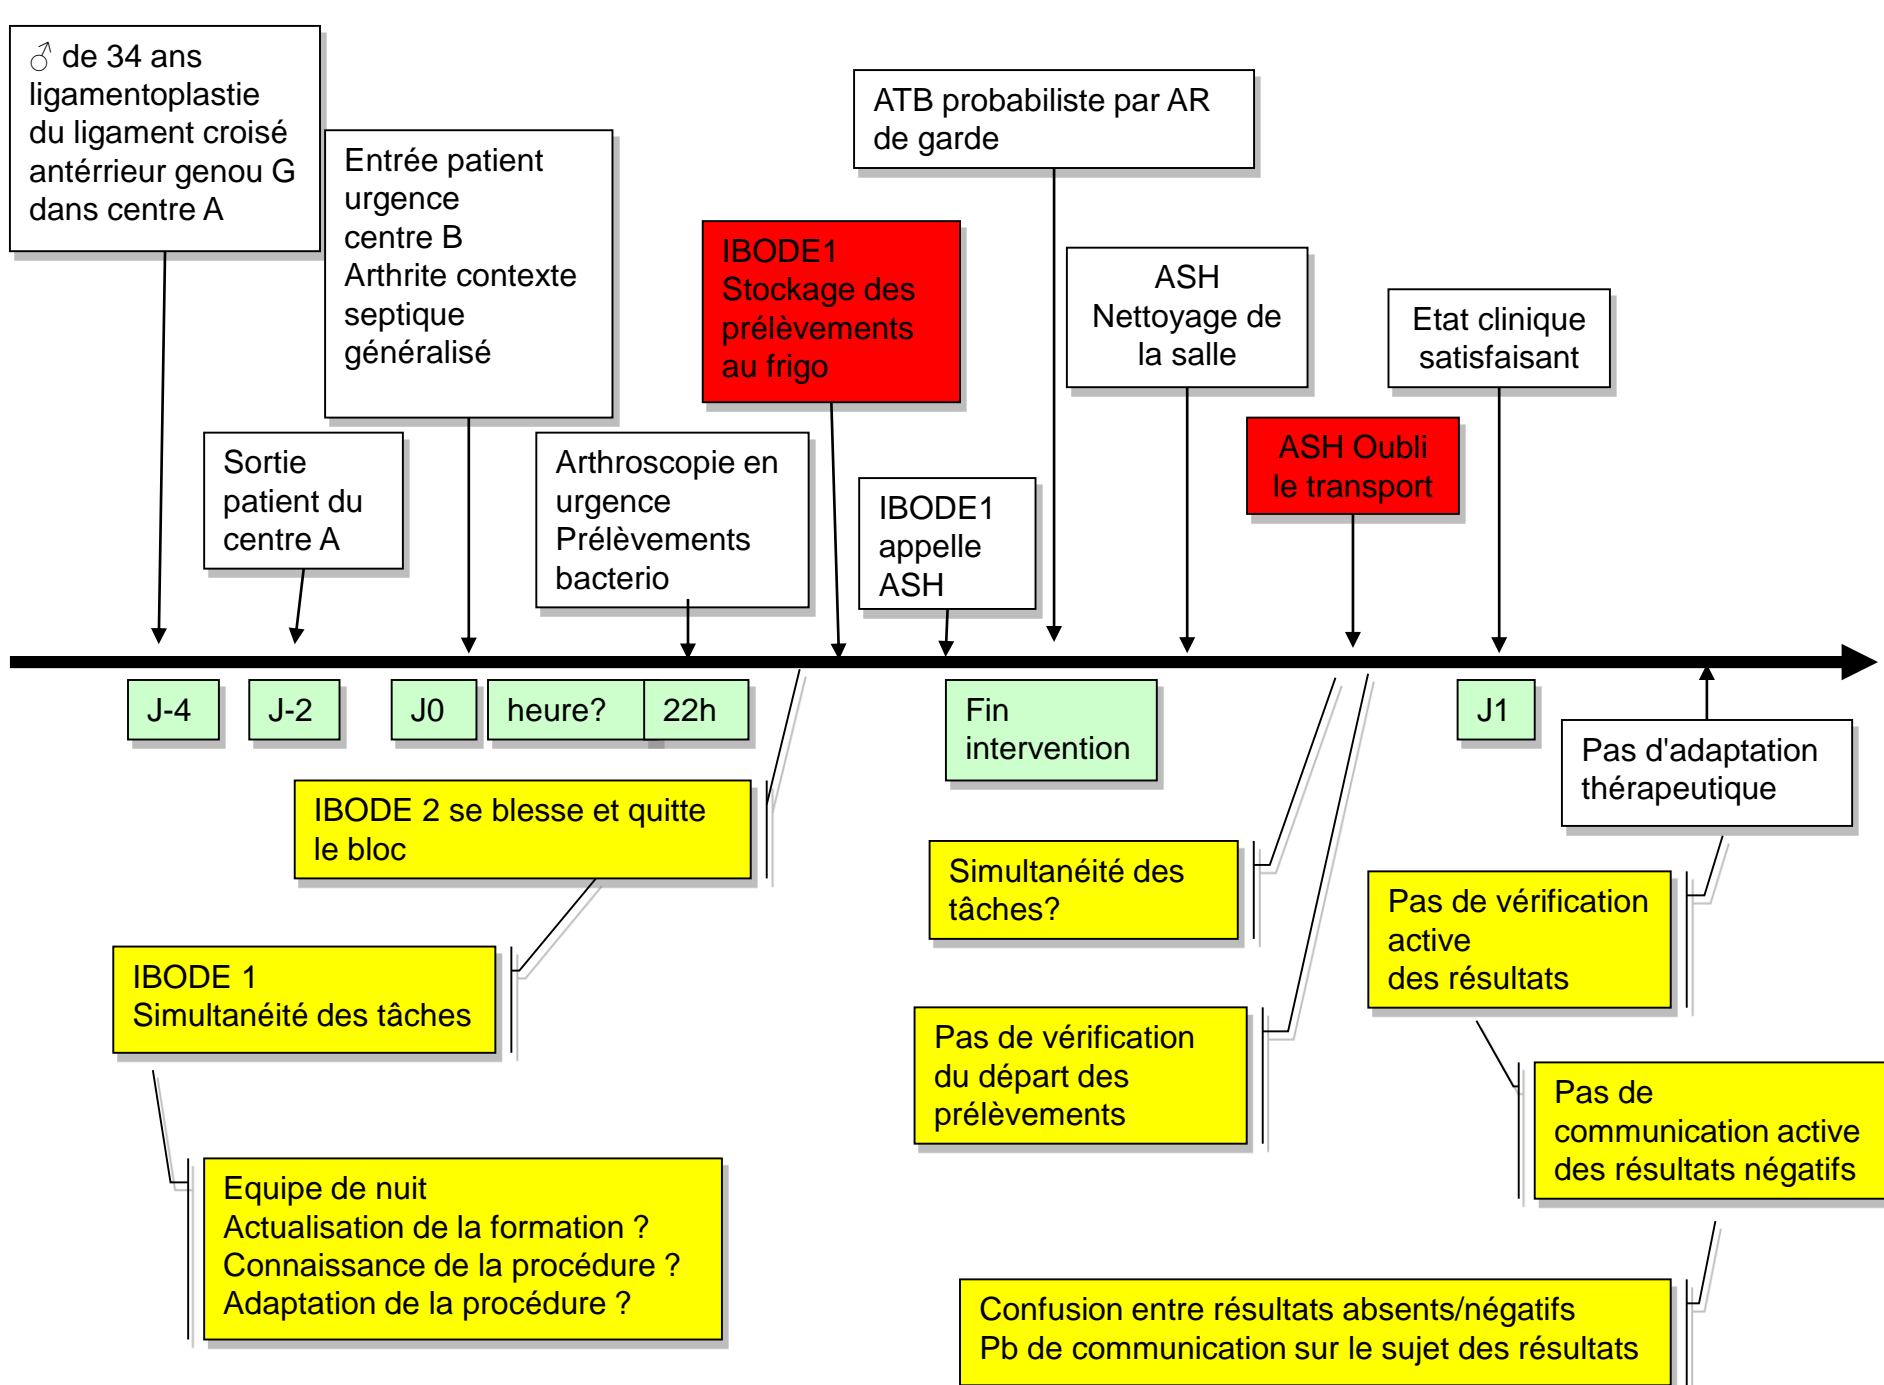 ♂ de 34 ans
ligamentoplastie
du ligament croisé
antérrieur genou G
dans centre A
Entrée patient
urgence
centre B
Arthrite contexte
septique
généralisé
Sortie
patient du
centre A
Arthroscopie en
urgence
Prélèvements
bacterio
IBODE1
Stockage des
prélèvements
au frigo
IBODE1
appelle
ASH
ATB probabiliste par AR
de garde
ASH
Nettoyage de
la salle
ASH Oubli
le transport
Etat clinique
satisfaisant
J-4
J-2
J0
heure?
22h
Fin
intervention
J1
Pas d'adaptation
thérapeutique
IBODE 2 se blesse et quitte
le bloc
IBODE 1
Simultanéité des tâches
Equipe de nuit
Actualisation de la formation ?
Connaissance de la procédure ?
Adaptation de la procédure ?
Simultanéité des
tâches?
Pas de vérification
du départ des
prélèvements
Pas de vérification
active
des résultats
Pas de
communication active
des résultats négatifs
Confusion entre résultats absents/négatifs
Pb de communication sur le sujet des résultats